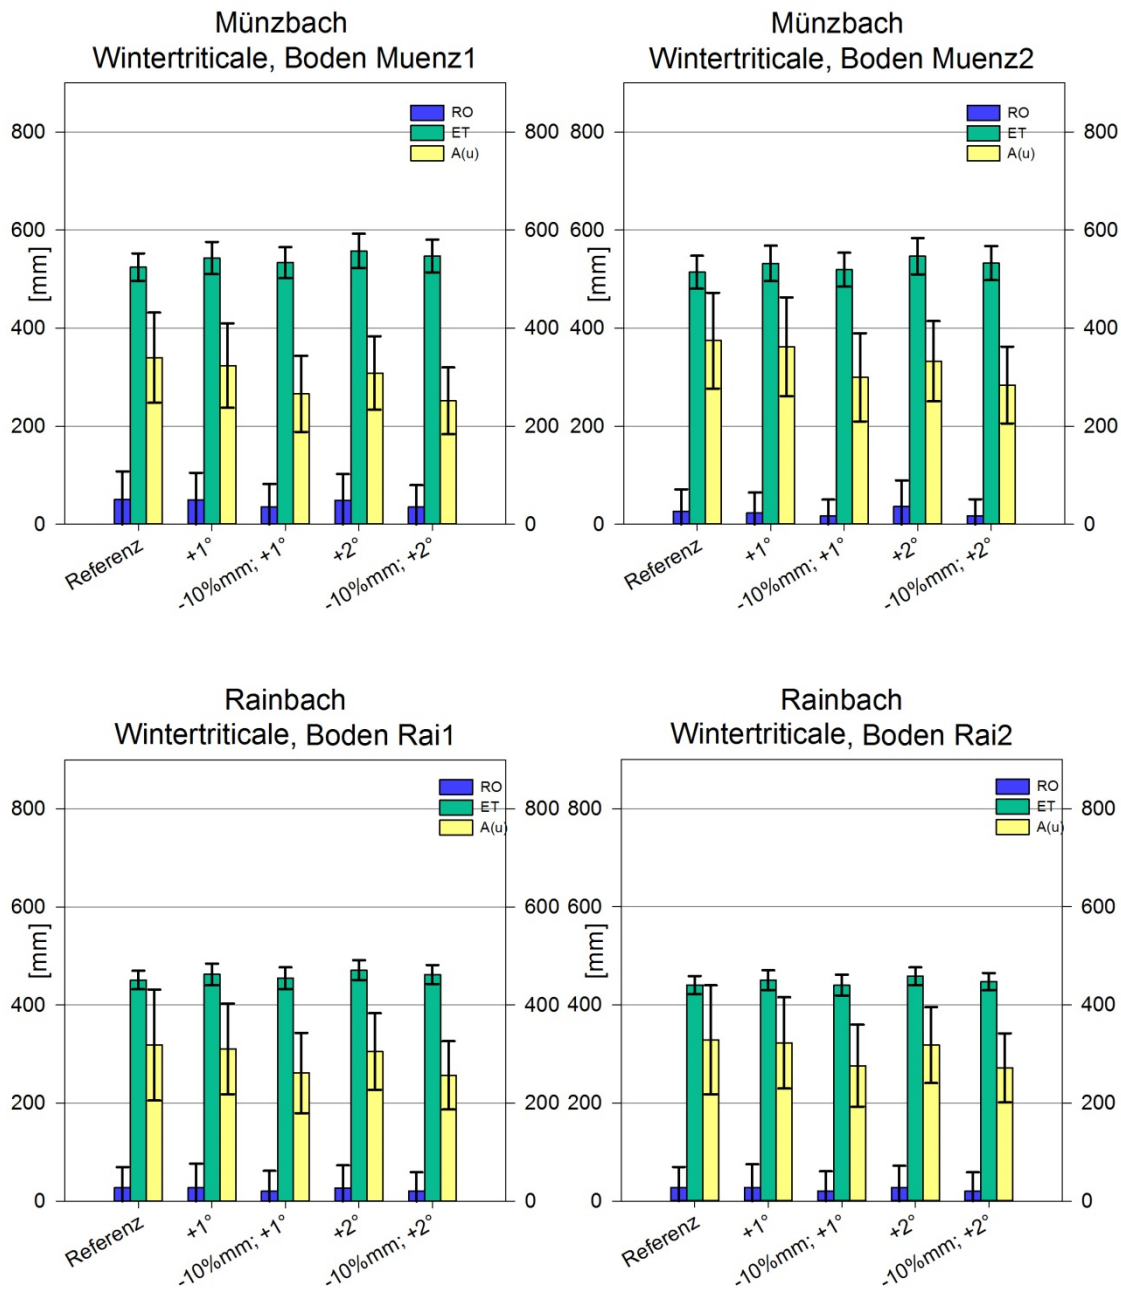 Münzbach
Wintertriticale, Boden Muenz1
RO
ET
A(u)
800
600
400
200
0
[mm]
800
600
400
200
0
Referenz
+1°
-10%mm; +1°
+2°
-10%mm; +2°
Münzbach
Wintertriticale, Boden Muenz2
RO
ET
A(u)
800
600
400
200
0
[mm]
800
600
400
200
0
Referenz
+1°
-10%mm; +1°
+2°
-10%mm; +2°
Rainbach
Wintertriticale, Boden Rai1
RO
ET
A(u)
800
600
400
200
0
[mm]
800
600
400
200
0
Referenz
+1°
-10%mm; +1°
+2°
-10%mm; +2°
Rainbach
Wintertriticale, Boden Rai2
RO
ET
A(u)
800
600
400
200
0
[mm]
800
600
400
200
0
Referenz
+1°
-10%mm; +1°
+2°
-10%mm; +2°